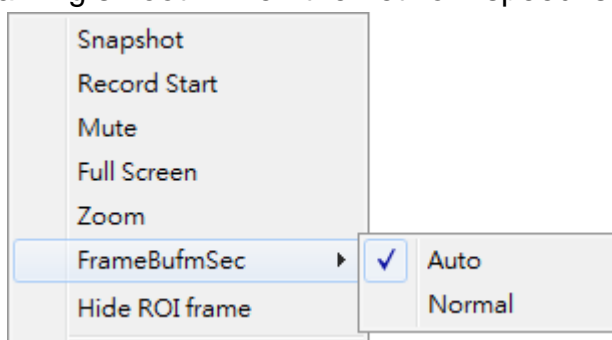 Snapshot
Record Start
Mute
Full Screen
Zoom
FrameBufmSec
Auto
Normal
Hide ROI frame